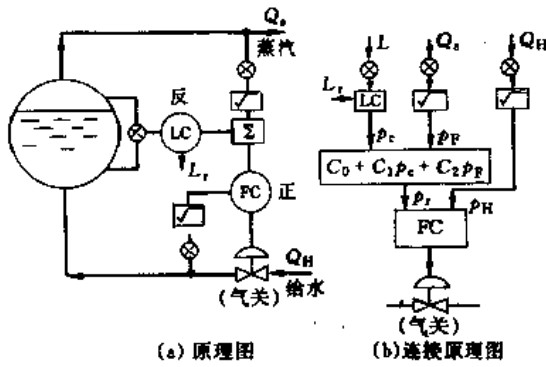 Qs
蒸汽
反
LC
Σ
Lr
FC
正
QH
给水
(气关)
(a) 原理图
L
Qs
QH
Lr
LC
pc
pF
C0 + C1pc + C2pF
pr
pH
FC
(气关)
(b)连接原理图